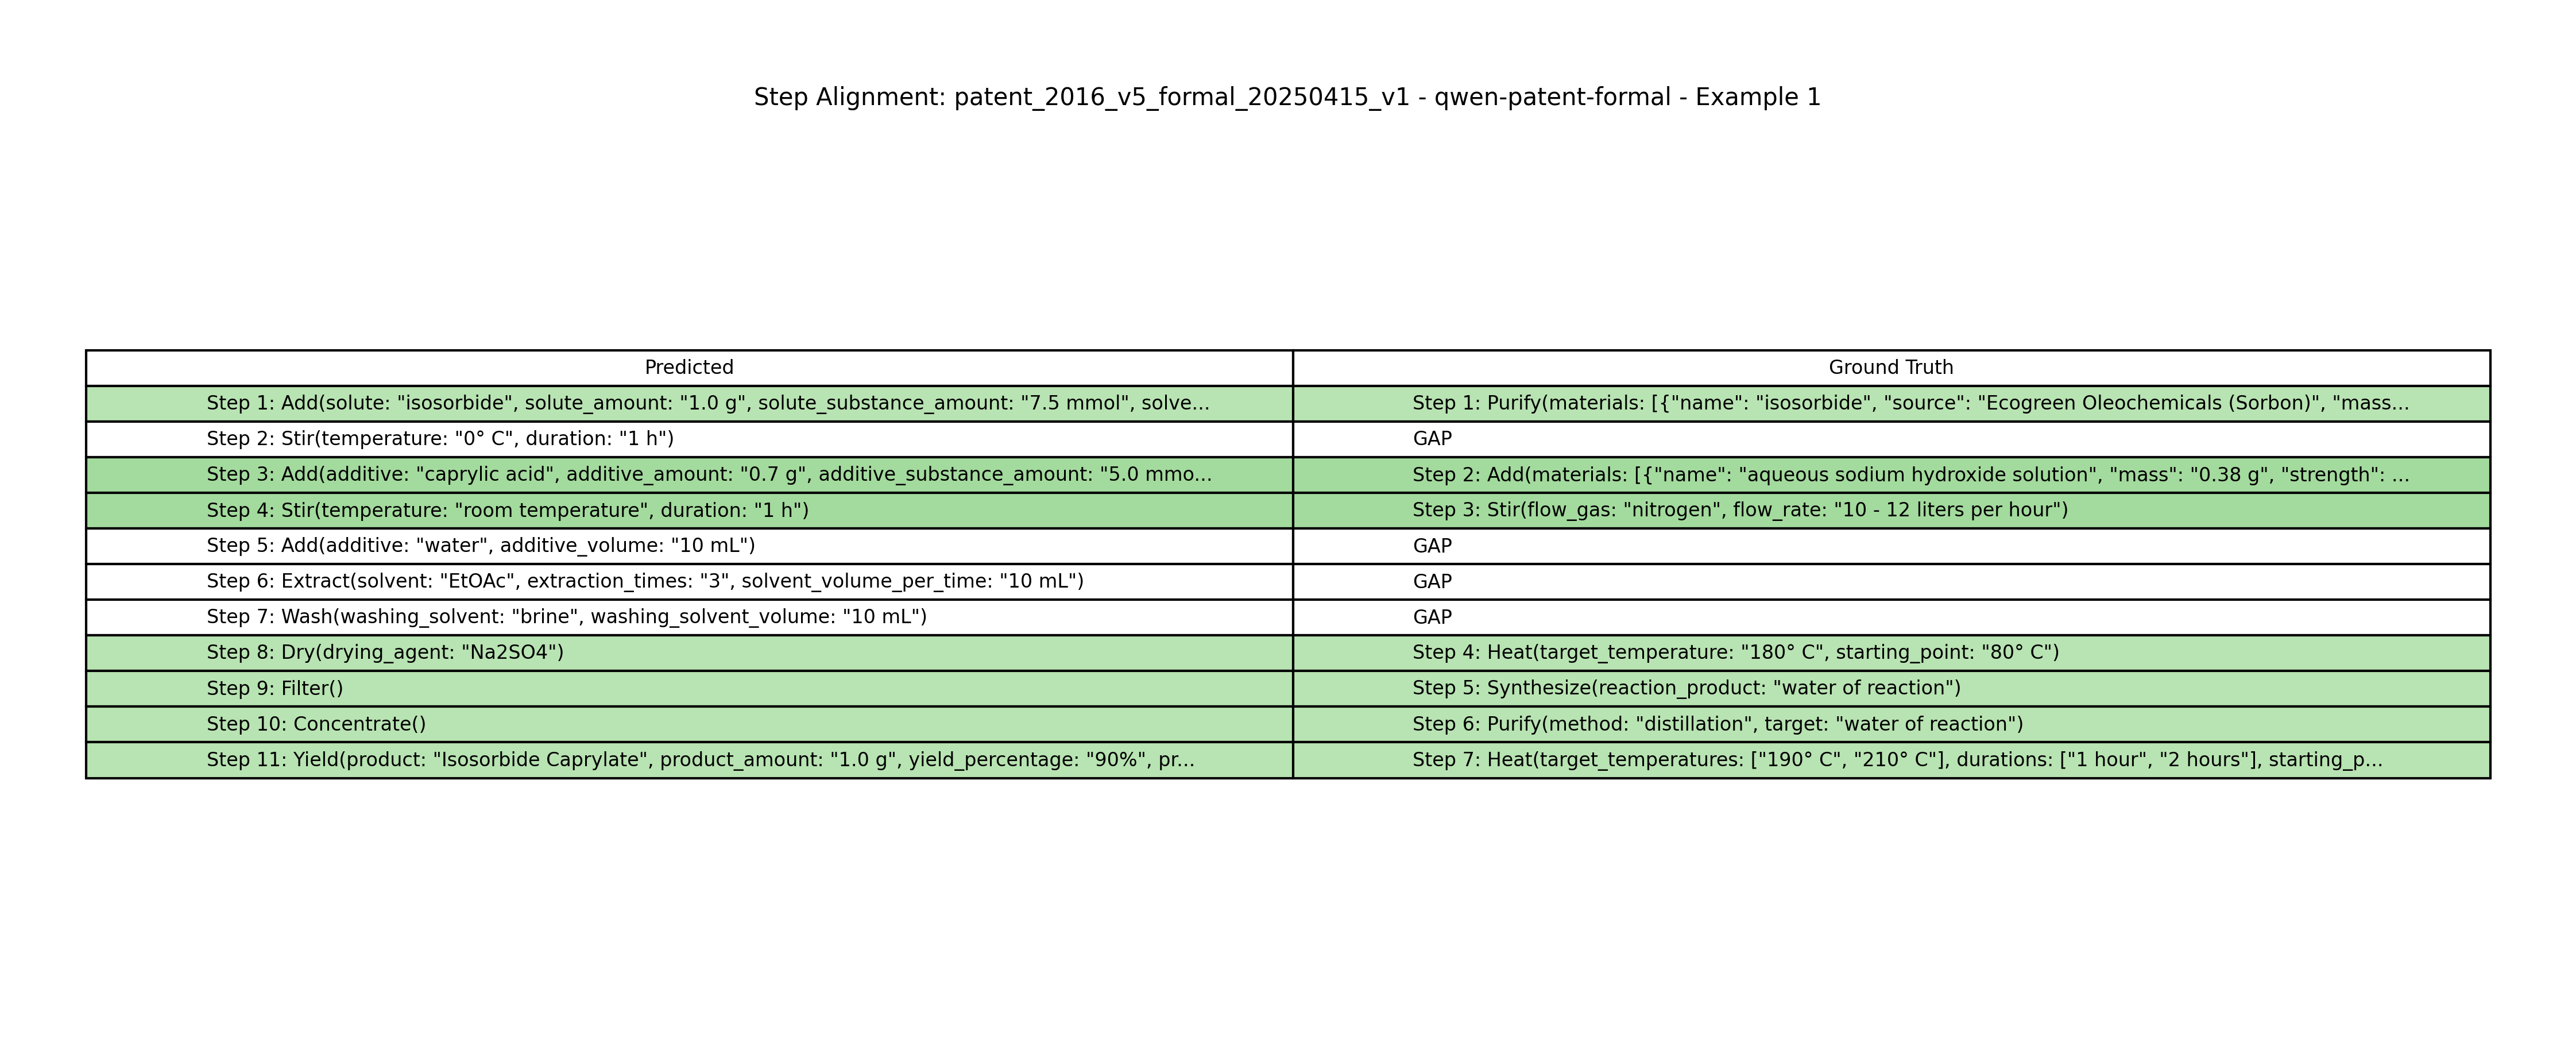 Step Alignment: patent_2016_v5_formal_20250415_v1 - qwen-patent-formal - Example 1
Predicted Ground Truth
Step 1: Add(solute: "isosorbide", solute_amount: "1.0 g", solute_substance_amount: "7.5 mmol", solve... Step 1: Purify(materials: [{"name": "isosorbide", "source": "Ecogreen Oleochemicals (Sorbon)", "mass...
Step 2: Stir(temperature: "0° C", duration: "1 h") GAP
Step 3: Add(additive: "caprylic acid", additive_amount: "0.7 g", additive_substance_amount: "5.0 mmo... Step 2: Add(materials: [{"name": "aqueous sodium hydroxide solution", "mass": "0.38 g", "strength": ...
Step 4: Stir(temperature: "room temperature", duration: "1 h") Step 3: Stir(flow_gas: "nitrogen", flow_rate: "10 - 12 liters per hour")
Step 5: Add(additive: "water", additive_volume: "10 mL") GAP
Step 6: Extract(solvent: "EtOAc", extraction_times: "3", solvent_volume_per_time: "10 mL") GAP
Step 7: Wash(washing_solvent: "brine", washing_solvent_volume: "10 mL") GAP
Step 8: Dry(drying_agent: "Na2SO4") Step 4: Heat(target_temperature: "180° C", starting_point: "80° C")
Step 9: Filter() Step 5: Synthesize(reaction_product: "water of reaction")
Step 10: Concentrate() Step 6: Purify(method: "distillation", target: "water of reaction")
Step 11: Yield(product: "Isosorbide Caprylate", product_amount: "1.0 g", yield_percentage: "90%", pr... Step 7: Heat(target_temperatures: ["190° C", "210° C"], durations: ["1 hour", "2 hours"], starting_p...